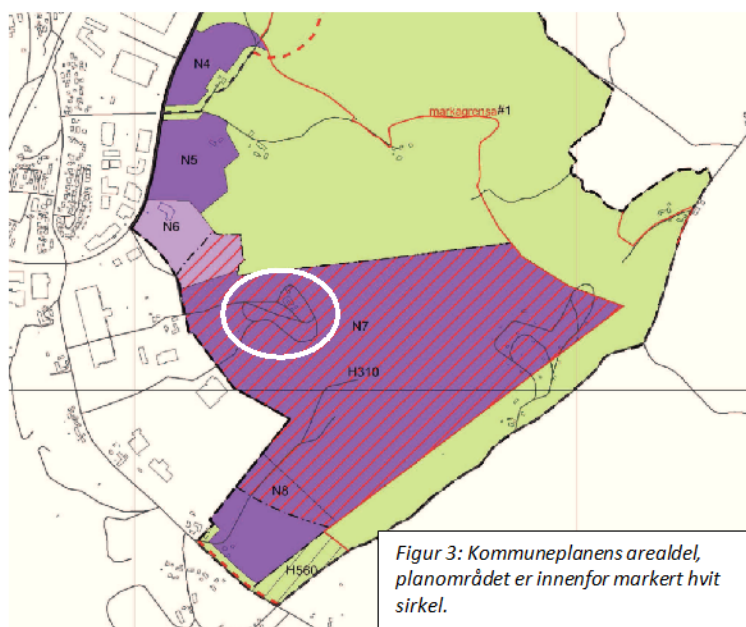 N4
markagrensa#1
N5
N6
N7
H310
N8
H560
Figur 3: Kommuneplanens arealdel,
planområdet er innenfor markert hvit
sirkel.